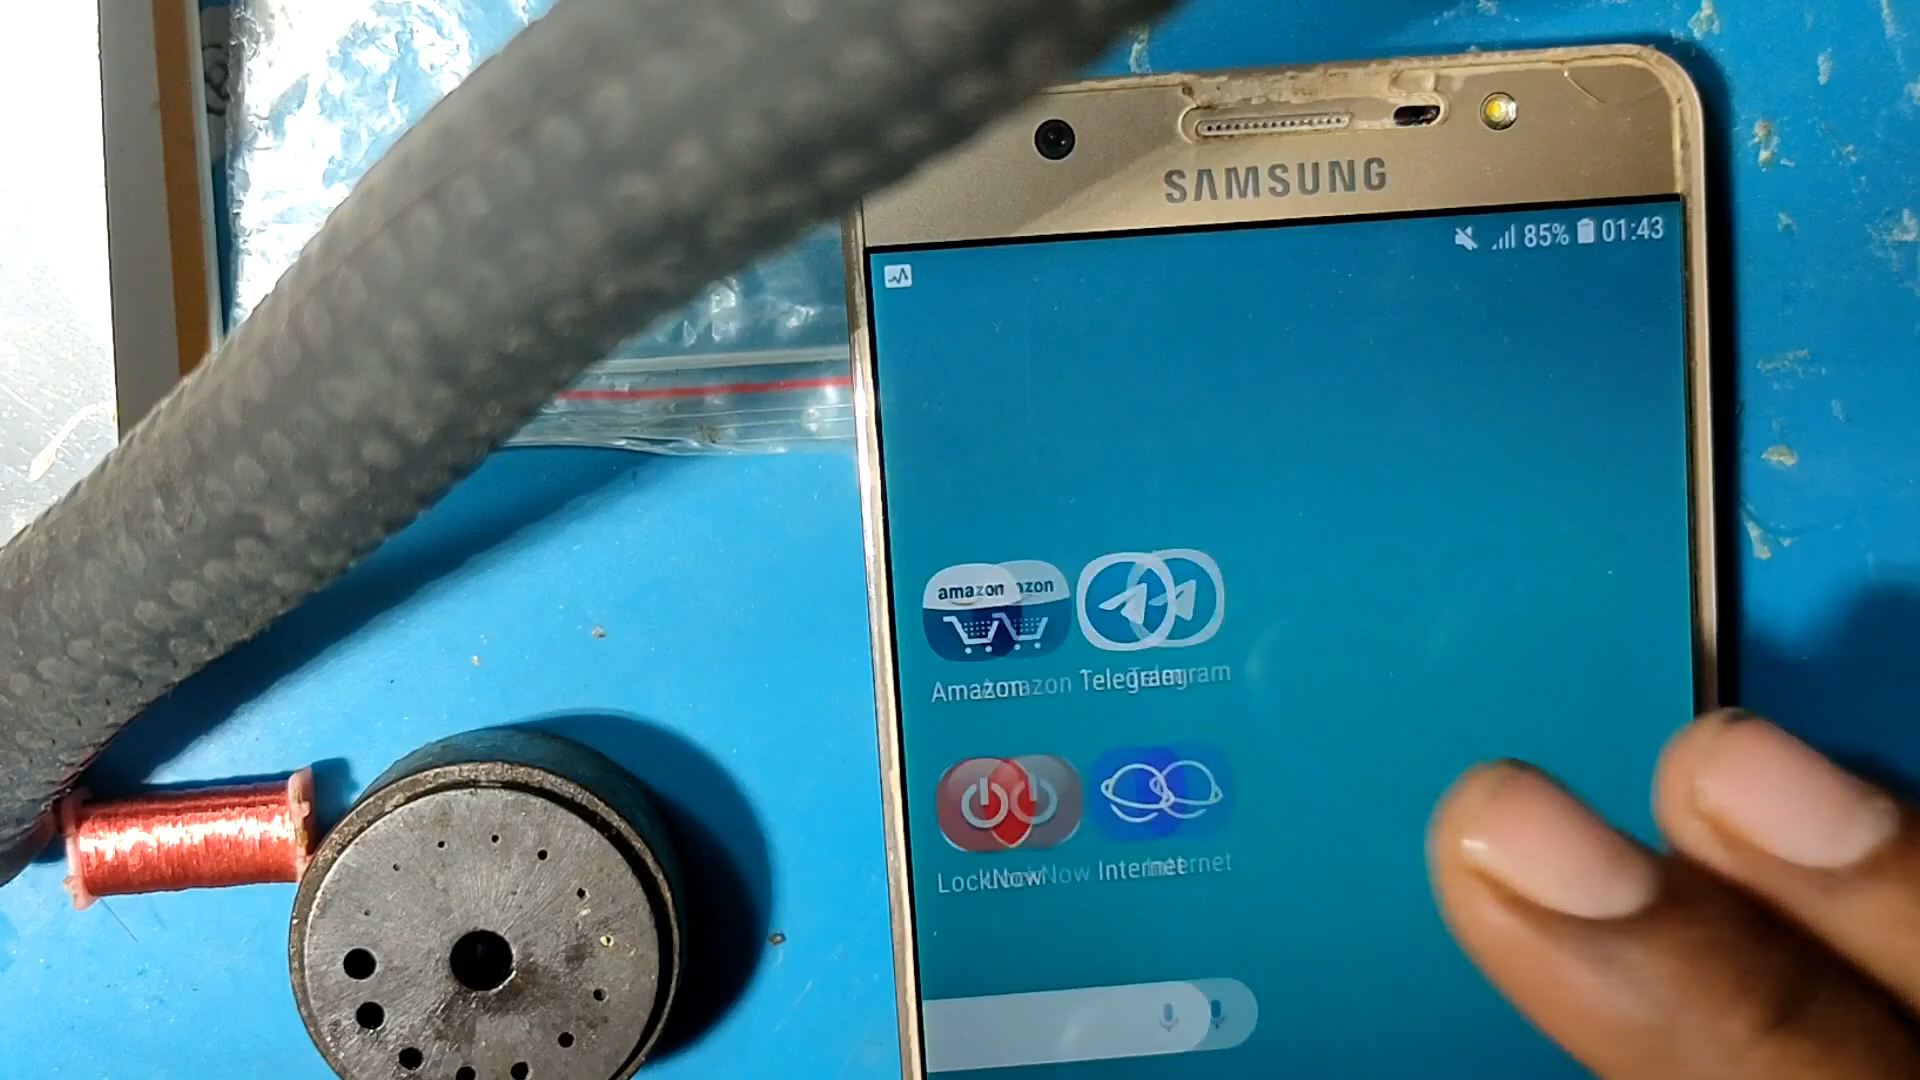 SAMSUNG
85% 01:43
amazon
Amazon Telegram
LockNow Internet